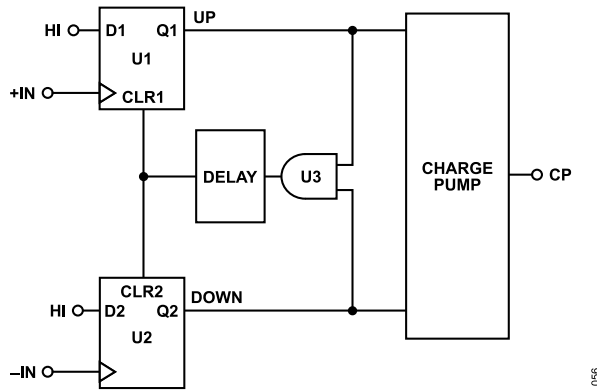 HI
D1
Q1
UP
U1
+IN
CLR1
DELAY
U3
CHARGE
PUMP
CP
CLR2
DOWN
HI
D2
Q2
U2
–IN
056